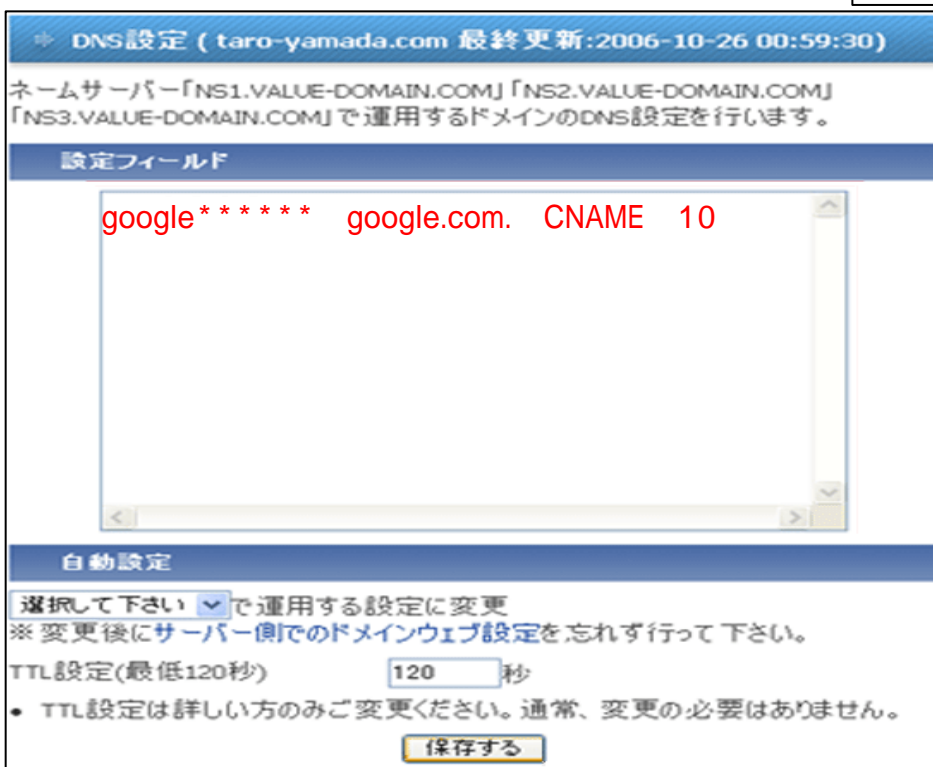 DNS設定 ( taro-yamada.com 最終更新:2006-10-26 00:59:30)
ネームサーバー「NS1.VALUE-DOMAIN.COM」「NS2.VALUE-DOMAIN.COM」
「NS3.VALUE-DOMAIN.COM」で運用するドメインのDNS設定を行います。
設定フィールド
google****** google.com. CNAME 10
自動設定
選択して下さい で運用する設定に変更
※変更後にサーバー側でのドメインウェブ設定を忘れず行って下さい。
TTL設定(最低120秒) 120 秒
• TTL設定は詳しい方のみご変更ください。通常、変更の必要はありません。
保存する